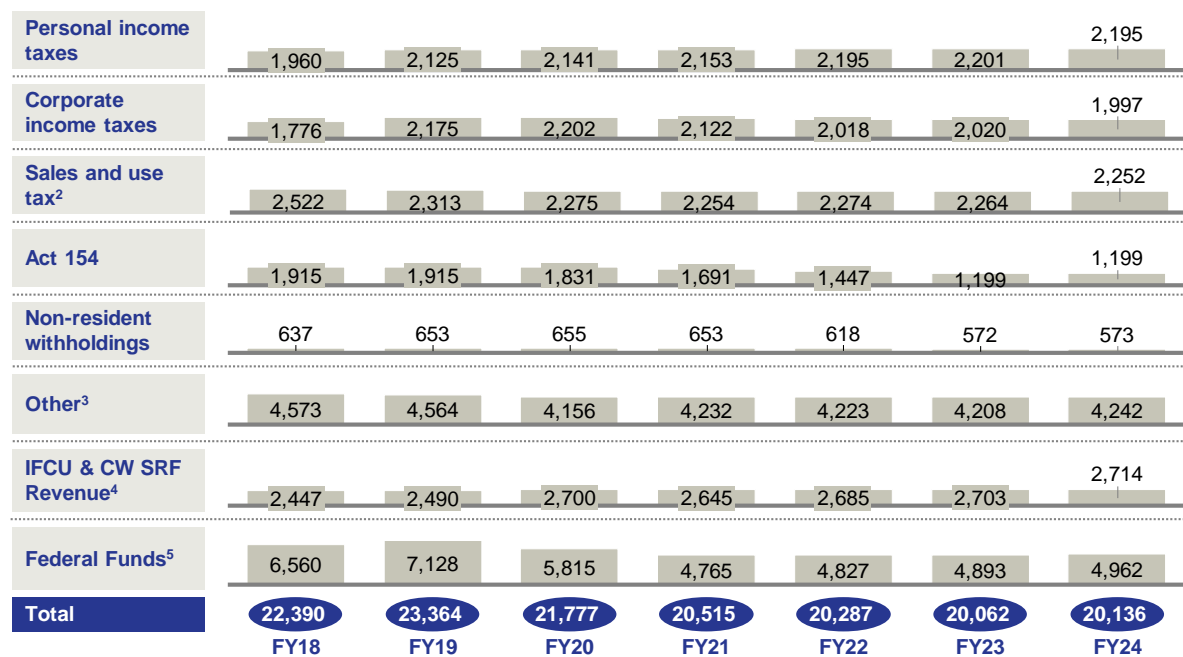 Personal income
taxes
1,960 2,125 2,141 2,153 2,195 2,201 2,195
Corporate
income taxes
1,776 2,175 2,202 2,122 2,018 2,020 1,997
Sales and use
tax²
2,522 2,313 2,275 2,254 2,274 2,264 2,252
Act 154
1,915 1,915 1,831 1,691 1,447 1,199 1,199
Non-resident
withholdings
637 653 655 653 618 572 573
Other³
4,573 4,564 4,156 4,232 4,223 4,208 4,242
IFCU & CW SRF
Revenue⁴
2,447 2,490 2,700 2,645 2,685 2,703 2,714
Federal Funds⁵
6,560 7,128 5,815 4,765 4,827 4,893 4,962
Total 22,390 23,364 21,777 20,515 20,287 20,062 20,136
FY18 FY19 FY20 FY21 FY22 FY23 FY24